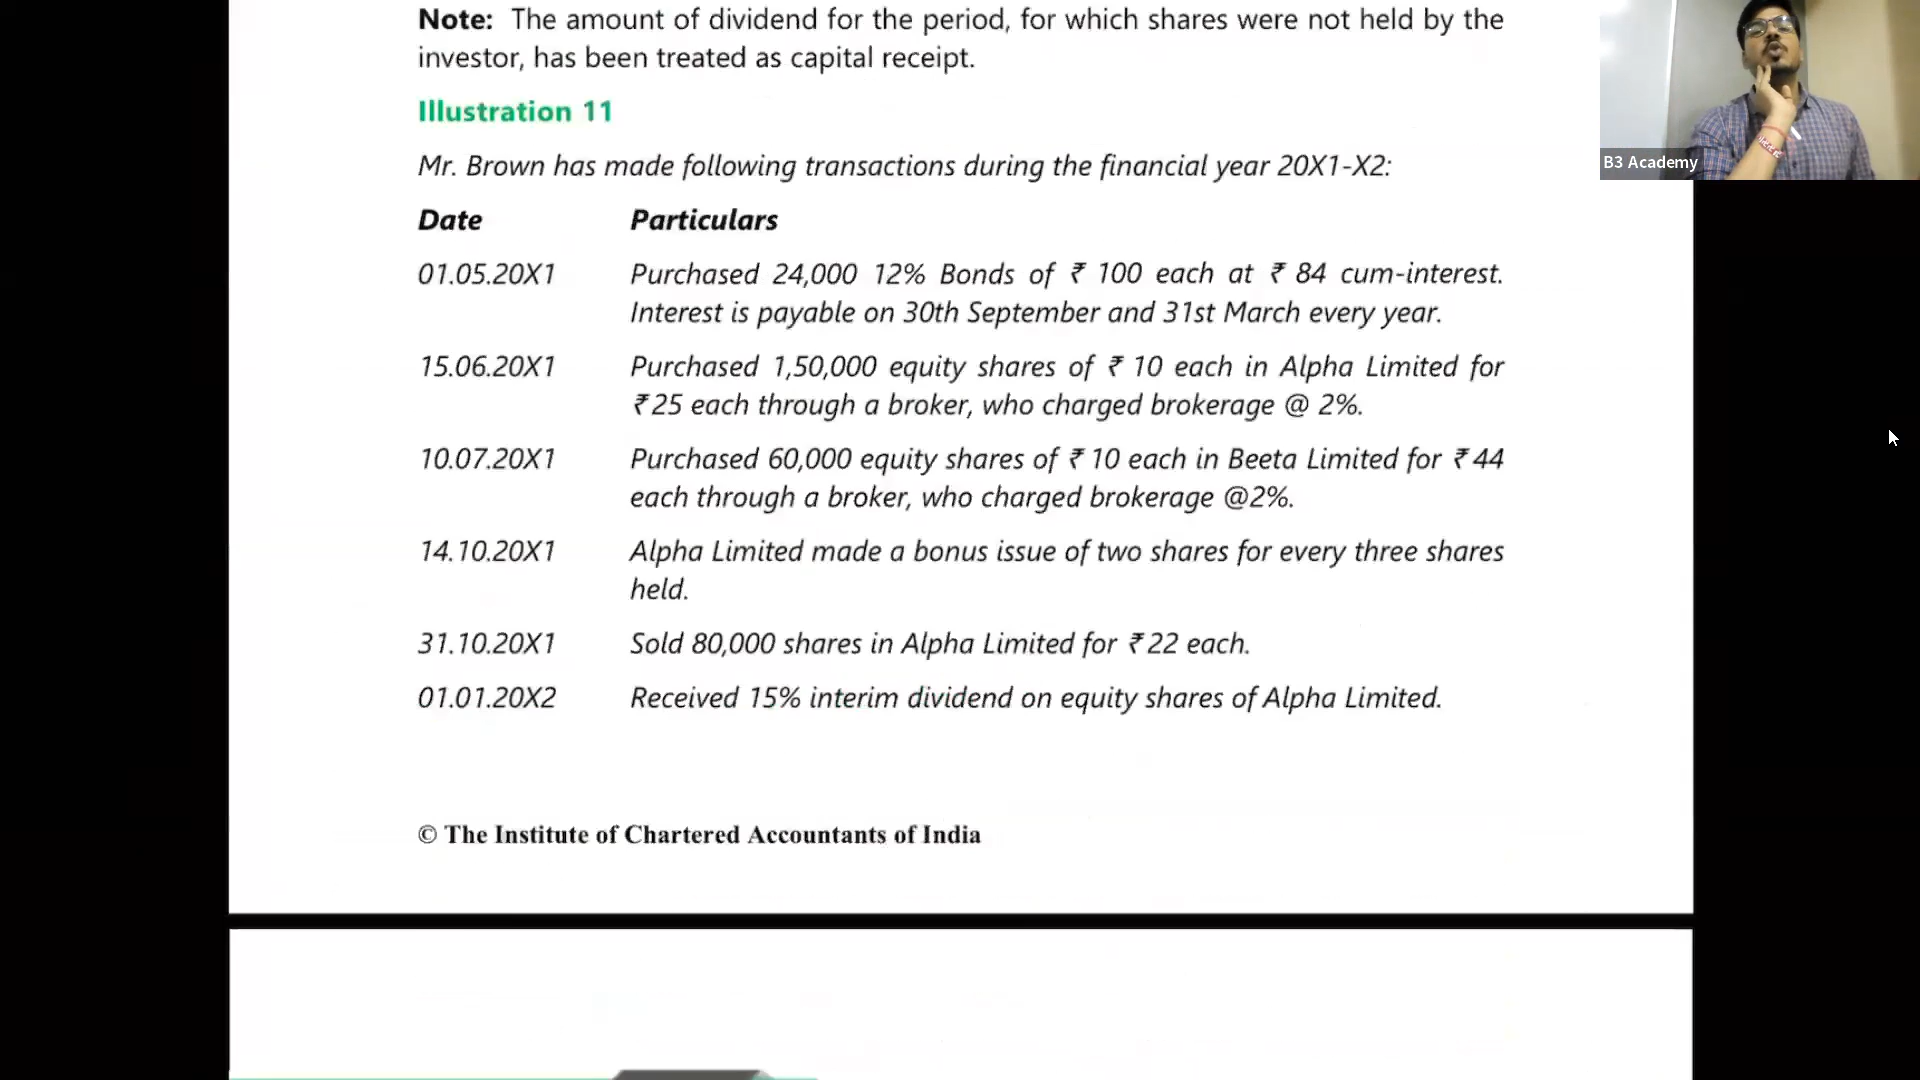 Note: The amount of dividend for the period, for which shares were not held by the
investor, has been treated as capital receipt.
Illustration 11
Mr. Brown has made following transactions during the financial year 20X1-X2:
Date Particulars
01.05.20X1 Purchased 24,000 12% Bonds of ₹ 100 each at ₹ 84 cum-interest.
Interest is payable on 30th September and 31st March every year.
15.06.20X1 Purchased 1,50,000 equity shares of ₹ 10 each in Alpha Limited for
₹ 25 each through a broker, who charged brokerage @ 2%.
10.07.20X1 Purchased 60,000 equity shares of ₹ 10 each in Beeta Limited for ₹ 44
each through a broker, who charged brokerage @2%.
14.10.20X1 Alpha Limited made a bonus issue of two shares for every three shares
held.
31.10.20X1 Sold 80,000 shares in Alpha Limited for ₹ 22 each.
01.01.20X2 Received 15% interim dividend on equity shares of Alpha Limited.
© The Institute of Chartered Accountants of India
B3 Academy